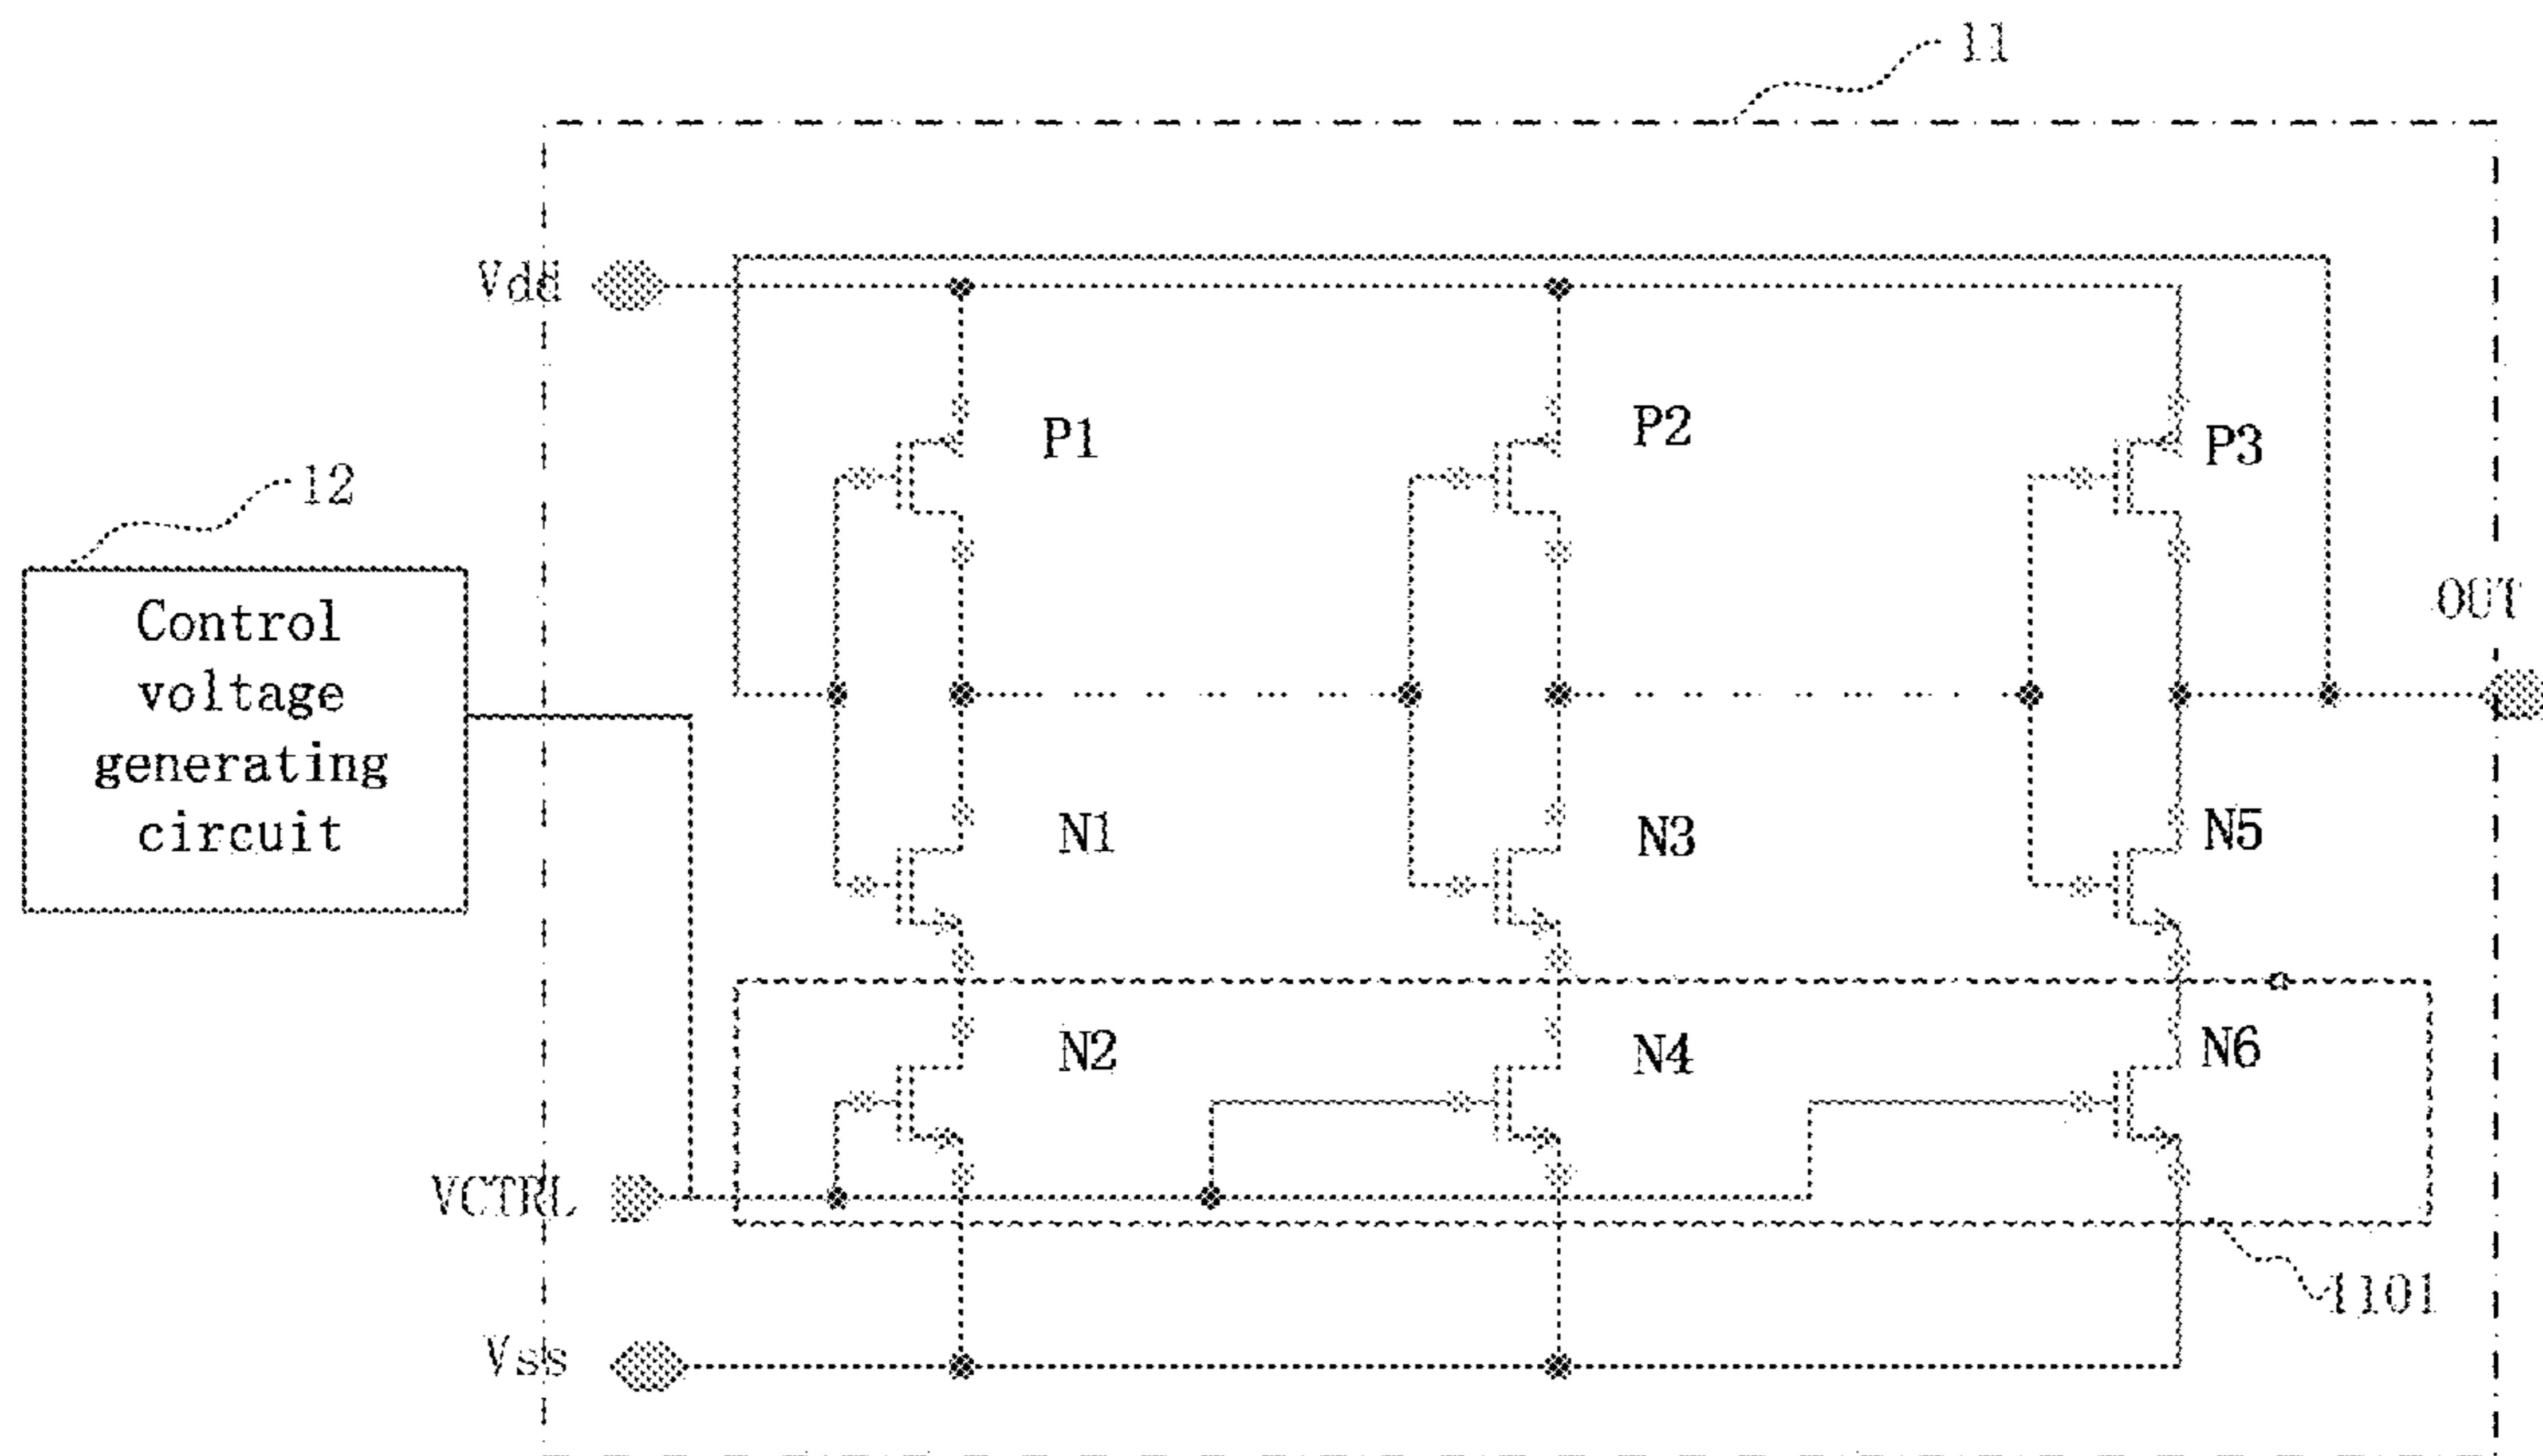 11
Vdd
P1
P2
P3
12
Control
voltage
generating
circuit
OUT
N1
N3
N5
N2
N4
N6
VCTRL
1101
Vss